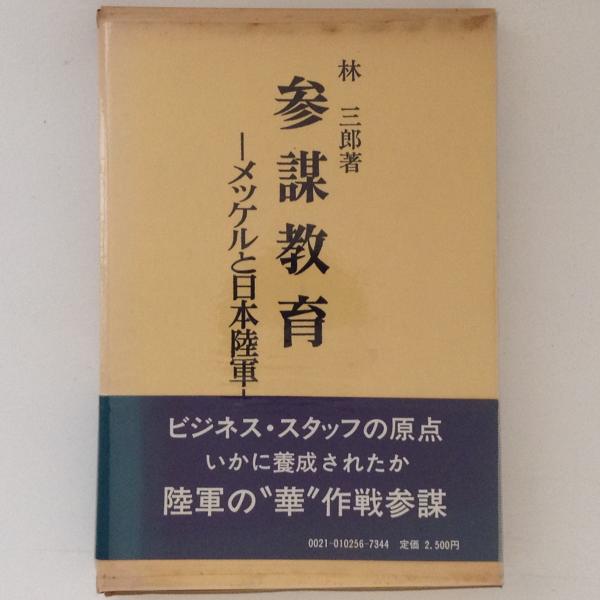 林 三郎著
参謀教育
―メッケルと日本陸軍―
ビジネス・スタッフの原点
いかに養成されたか
陸軍の〝華〟作戦参謀
0021-010256-7344 定価 2,500円